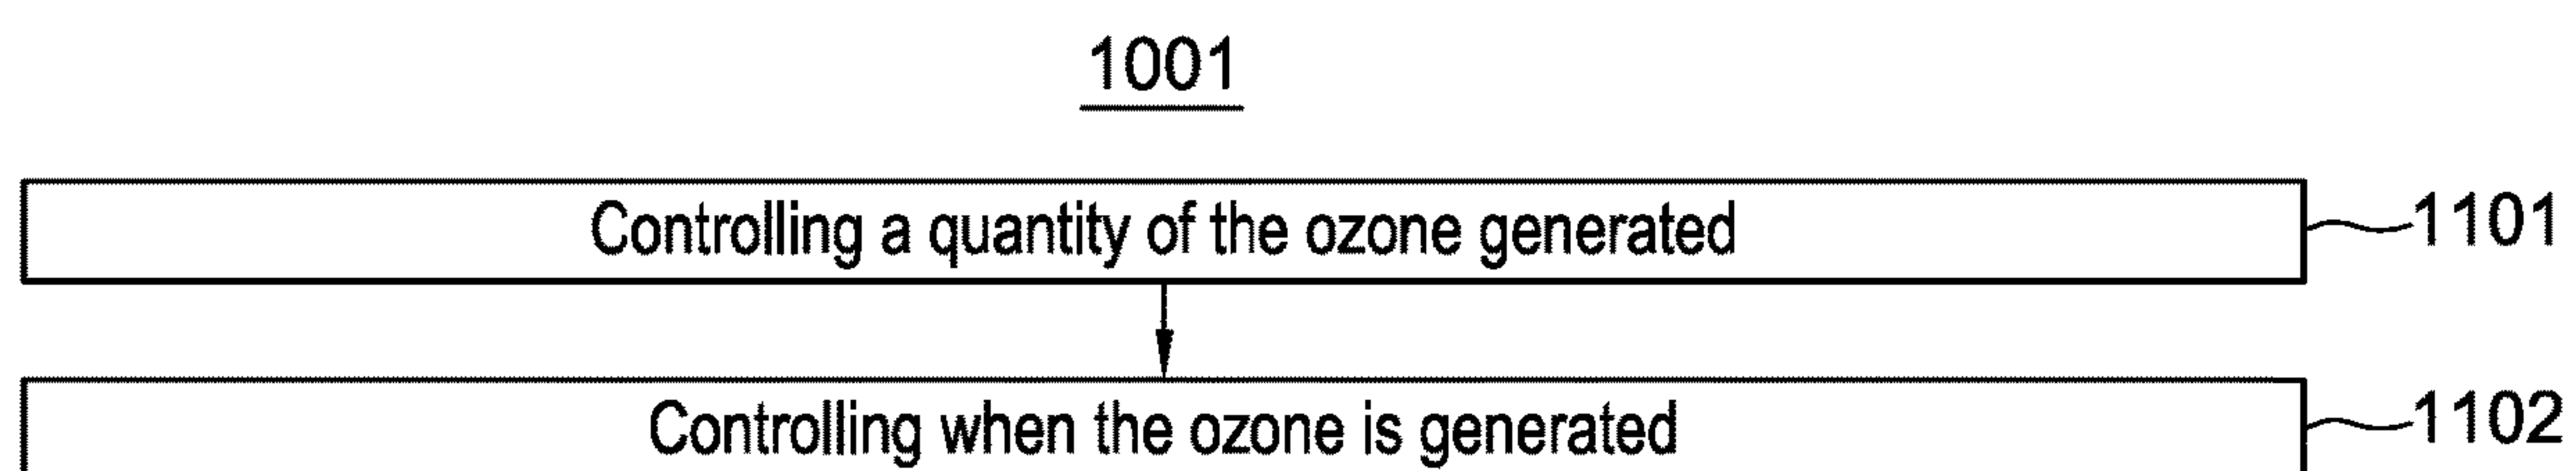 1001
Controlling a quantity of the ozone generated
1101
Controlling when the ozone is generated
1102